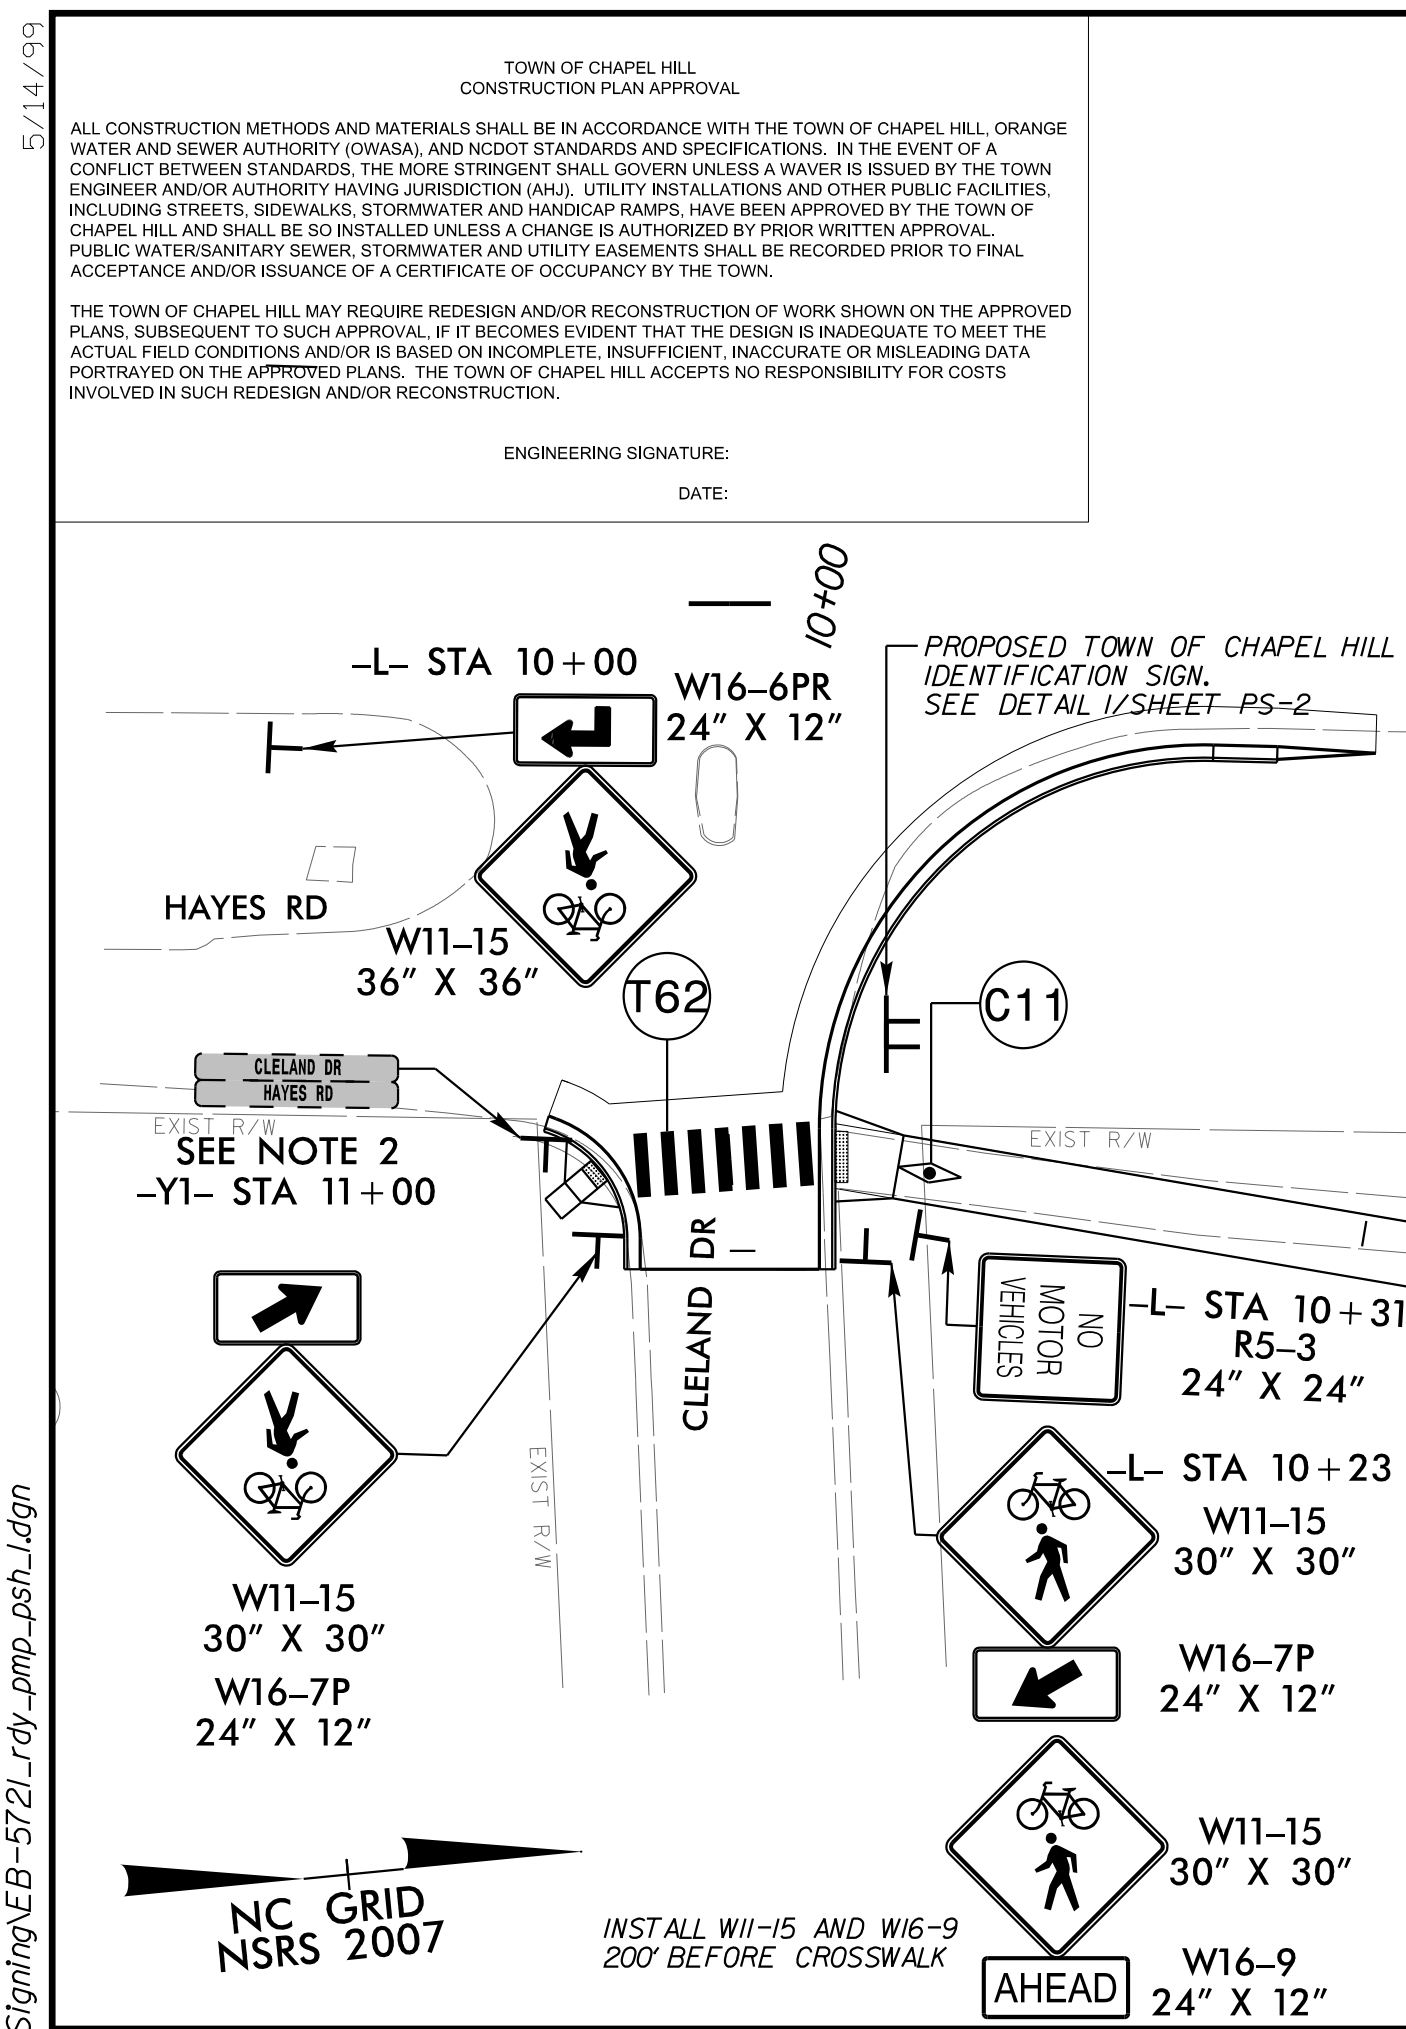 5/14/99
TOWN OF CHAPEL HILL
CONSTRUCTION PLAN APPROVAL
ALL CONSTRUCTION METHODS AND MATERIALS SHALL BE IN ACCORDANCE WITH THE TOWN OF CHAPEL HILL, ORANGE
WATER AND SEWER AUTHORITY (OWASA), AND NCDOT STANDARDS AND SPECIFICATIONS. IN THE EVENT OF A
CONFLICT BETWEEN STANDARDS, THE MORE STRINGENT SHALL GOVERN UNLESS A WAVER IS ISSUED BY THE TOWN
ENGINEER AND/OR AUTHORITY HAVING JURISDICTION (AHJ). UTILITY INSTALLATIONS AND OTHER PUBLIC FACILITIES,
INCLUDING STREETS, SIDEWALKS, STORMWATER AND HANDICAP RAMPS, HAVE BEEN APPROVED BY THE TOWN OF
CHAPEL HILL AND SHALL BE SO INSTALLED UNLESS A CHANGE IS AUTHORIZED BY PRIOR WRITTEN APPROVAL.
PUBLIC WATER/SANITARY SEWER, STORMWATER AND UTILITY EASEMENTS SHALL BE RECORDED PRIOR TO FINAL
ACCEPTANCE AND/OR ISSUANCE OF A CERTIFICATE OF OCCUPANCY BY THE TOWN.
THE TOWN OF CHAPEL HILL MAY REQUIRE REDESIGN AND/OR RECONSTRUCTION OF WORK SHOWN ON THE APPROVED
PLANS, SUBSEQUENT TO SUCH APPROVAL, IF IT BECOMES EVIDENT THAT THE DESIGN IS INADEQUATE TO MEET THE
ACTUAL FIELD CONDITIONS AND/OR IS BASED ON INCOMPLETE, INSUFFICIENT, INACCURATE OR MISLEADING DATA
PORTRAYED ON THE APPROVED PLANS. THE TOWN OF CHAPEL HILL ACCEPTS NO RESPONSIBILITY FOR COSTS
INVOLVED IN SUCH REDESIGN AND/OR RECONSTRUCTION.
ENGINEERING SIGNATURE:
DATE:
10+00
-L- STA 10+00
W16-6PR
24" X 12"
PROPOSED TOWN OF CHAPEL HILL
IDENTIFICATION SIGN.
SEE DETAIL 1/SHEET PS-2
HAYES RD
W11-15
36" X 36"
T62
C11
CLELAND DR
HAYES RD
EXIST R/W
EXIST R/W
SEE NOTE 2
-Y1- STA 11+00
CLELAND DR
NO
MOTOR
VEHICLES
-L- STA 10+31
R5-3
24" X 24"
EXIST R/W
-L- STA 10+23
W11-15
30" X 30"
W11-15
30" X 30"
W16-7P
24" X 12"
W16-7P
24" X 12"
W11-15
30" X 30"
NC GRID
NSRS 2007
INSTALL W11-15 AND W16-9
200' BEFORE CROSSWALK
AHEAD
W16-9
24" X 12"
Signing\EB-5721_rdy_pmp_psh_1.dgn